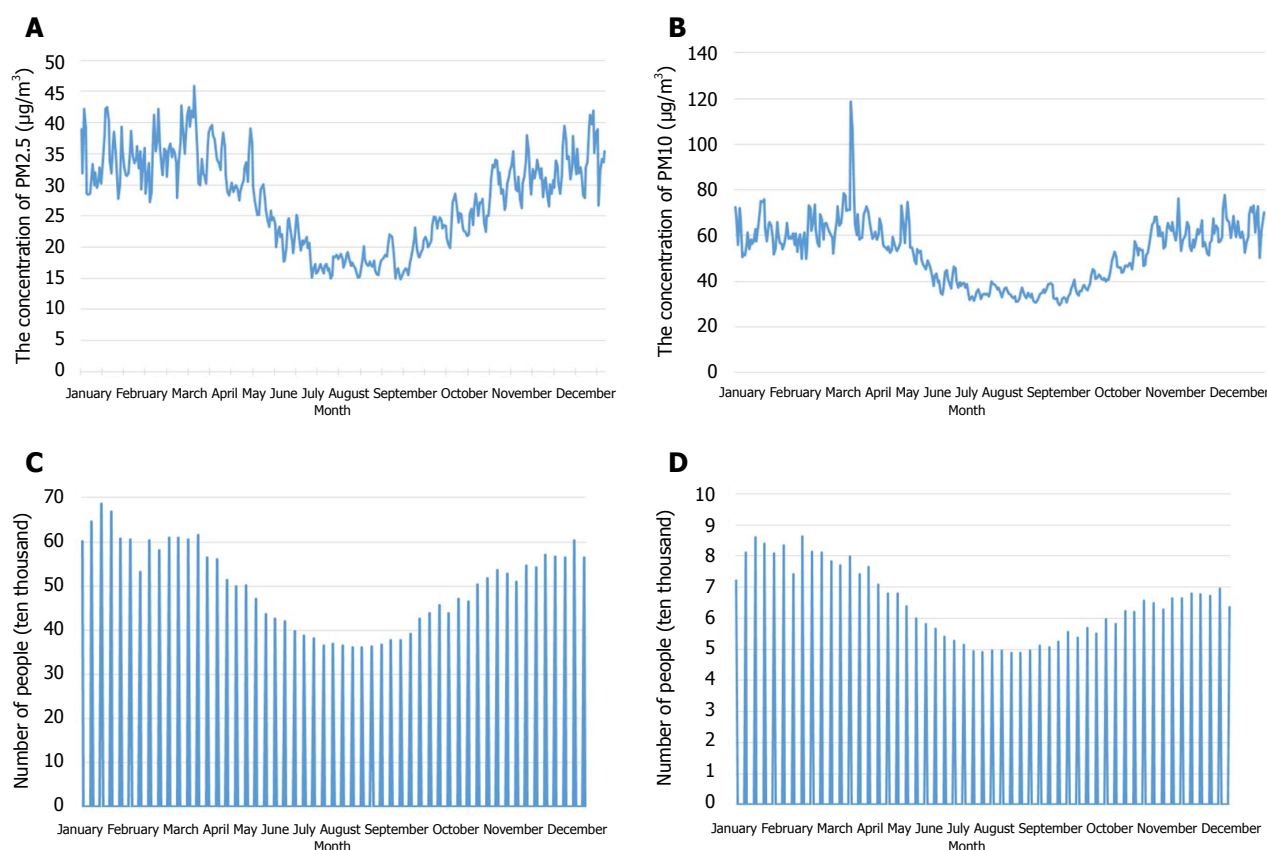 A
The concentration of PM2.5 (µg/m³)
50
45
40
35
30
25
20
15
10
5
0
January February March April May June July August September October November December
Month
B
The concentration of PM10 (µg/m³)
140
120
100
80
60
40
20
0
January February March April May June July August September October November December
Month
C
Number of people (ten thousand)
70
60
50
40
30
20
10
0
January February March April May June July August September October November December
Month
D
Number of people (ten thousand)
10
9
8
7
6
5
4
3
2
1
0
January February March April May June July August September October November December
Month